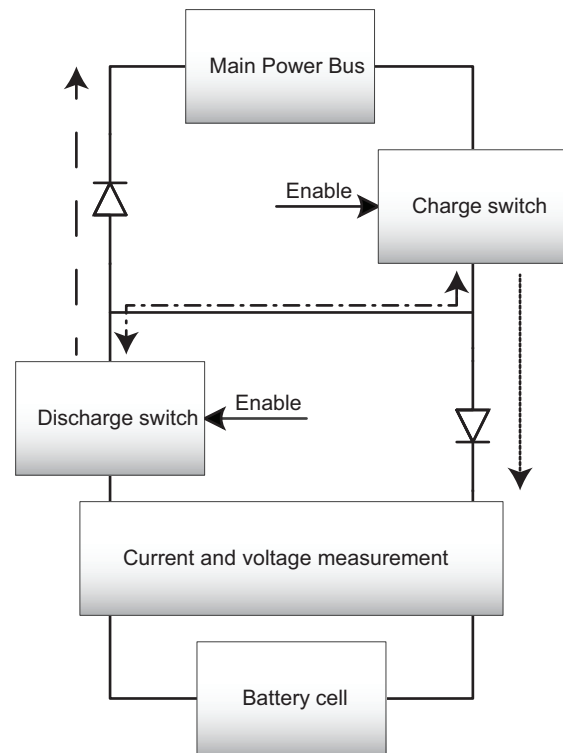 Main Power Bus
Enable
Charge switch
Discharge switch
Enable
Current and voltage measurement
Battery cell